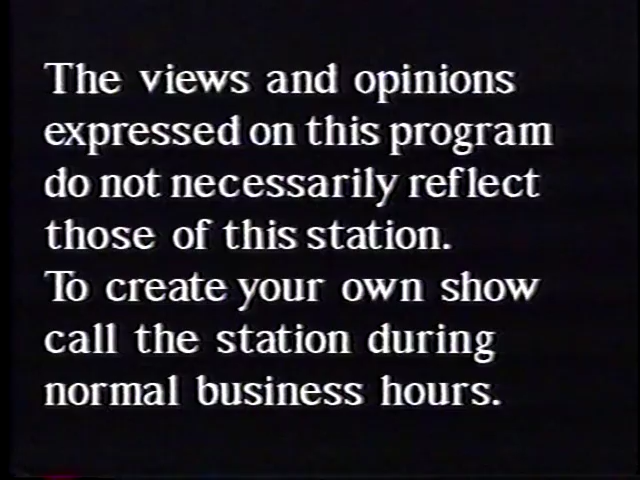 The views and opinions
expressed on this program
do not necessarily reflect
those of this station.
To create your own show
call the station during
normal business hours.